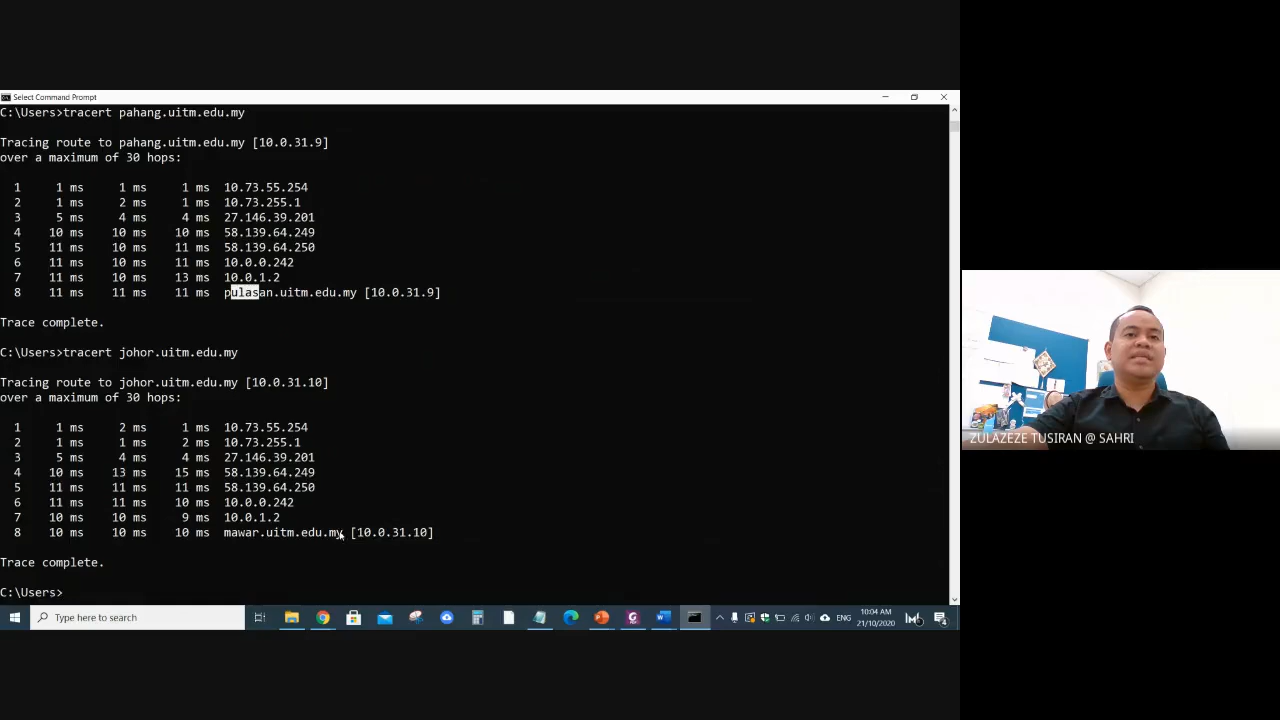 Select Command Prompt
C:\Users>tracert pahang.uitm.edu.my
Tracing route to pahang.uitm.edu.my [10.0.31.9]
over a maximum of 30 hops:
1 1 ms 1 ms 1 ms 10.73.55.254
2 1 ms 2 ms 1 ms 10.73.255.1
3 5 ms 4 ms 4 ms 27.146.39.201
4 10 ms 10 ms 10 ms 58.139.64.249
5 11 ms 10 ms 11 ms 58.139.64.250
6 11 ms 10 ms 11 ms 10.0.0.242
7 11 ms 10 ms 13 ms 10.0.1.2
8 11 ms 11 ms 11 ms pulasan.uitm.edu.my [10.0.31.9]
Trace complete.
C:\Users>tracert johor.uitm.edu.my
Tracing route to johor.uitm.edu.my [10.0.31.10]
over a maximum of 30 hops:
1 1 ms 2 ms 1 ms 10.73.55.254
2 1 ms 1 ms 2 ms 10.73.255.1
3 5 ms 4 ms 4 ms 27.146.39.201
4 10 ms 13 ms 15 ms 58.139.64.249
5 11 ms 11 ms 11 ms 58.139.64.250
6 11 ms 11 ms 10 ms 10.0.0.242
7 10 ms 10 ms 9 ms 10.0.1.2
8 10 ms 10 ms 10 ms mawar.uitm.edu.my [10.0.31.10]
Trace complete.
C:\Users>
Type here to search
ENG
10:04 AM
21/10/2020
ZULAZEZE TUSIRAN @ SAHRI